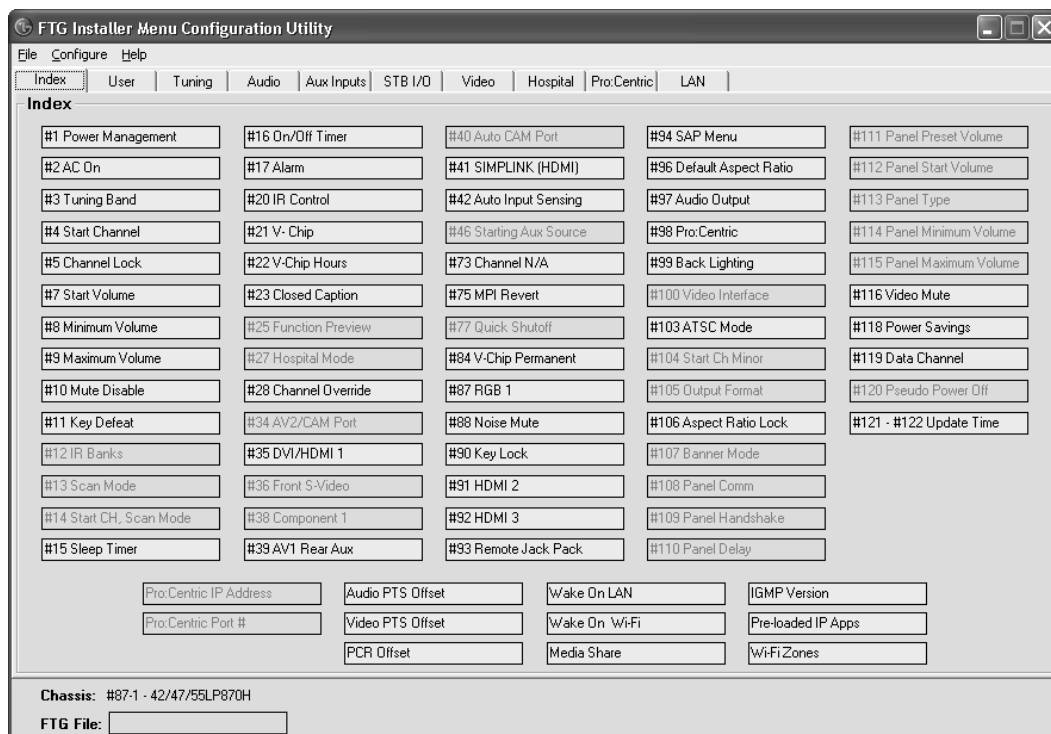 FTG Installer Menu Configuration Utility
File Configure Help
Index User Tuning Audio Aux Inputs STB I/O Video Hospital Pro:Centric LAN
Index
#1 Power Management #16 On/Off Timer #40 Auto CAM Port #94 SAP Menu #111 Panel Preset Volume
#2 AC On #17 Alarm #41 SIMPLINK (HDMI) #96 Default Aspect Ratio #112 Panel Start Volume
#3 Tuning Band #20 IR Control #42 Auto Input Sensing #97 Audio Output #113 Panel Type
#4 Start Channel #21 V- Chip #46 Starting Aux Source #98 Pro:Centric #114 Panel Minimum Volume
#5 Channel Lock #22 V-Chip Hours #73 Channel N/A #99 Back Lighting #115 Panel Maximum Volume
#7 Start Volume #23 Closed Caption #75 MPI Revert #100 Video Interface #116 Video Mute
#8 Minimum Volume #25 Function Preview #77 Quick Shutoff #103 ATSC Mode #118 Power Savings
#9 Maximum Volume #27 Hospital Mode #84 V-Chip Permanent #104 Start Ch Minor #119 Data Channel
#10 Mute Disable #28 Channel Override #87 RGB 1 #105 Output Format #120 Pseudo Power Off
#11 Key Defeat #34 AV2/CAM Port #88 Noise Mute #106 Aspect Ratio Lock #121 - #122 Update Time
#12 IR Banks #35 DVI/HDMI 1 #90 Key Lock #107 Banner Mode
#13 Scan Mode #36 Front S-Video #91 HDMI 2 #108 Panel Comm
#14 Start CH, Scan Mode #38 Component 1 #92 HDMI 3 #109 Panel Handshake
#15 Sleep Timer #39 AV1 Rear Aux #93 Remote Jack Pack #110 Panel Delay
Pro:Centric IP Address Audio PTS Offset Wake On LAN IGMP Version
Pro:Centric Port # Video PTS Offset Wake On Wi-Fi Pre-loaded IP Apps
PCR Offset Media Share Wi-Fi Zones
Chassis: #87-1 - 42/47/55LP870H
FTG File: